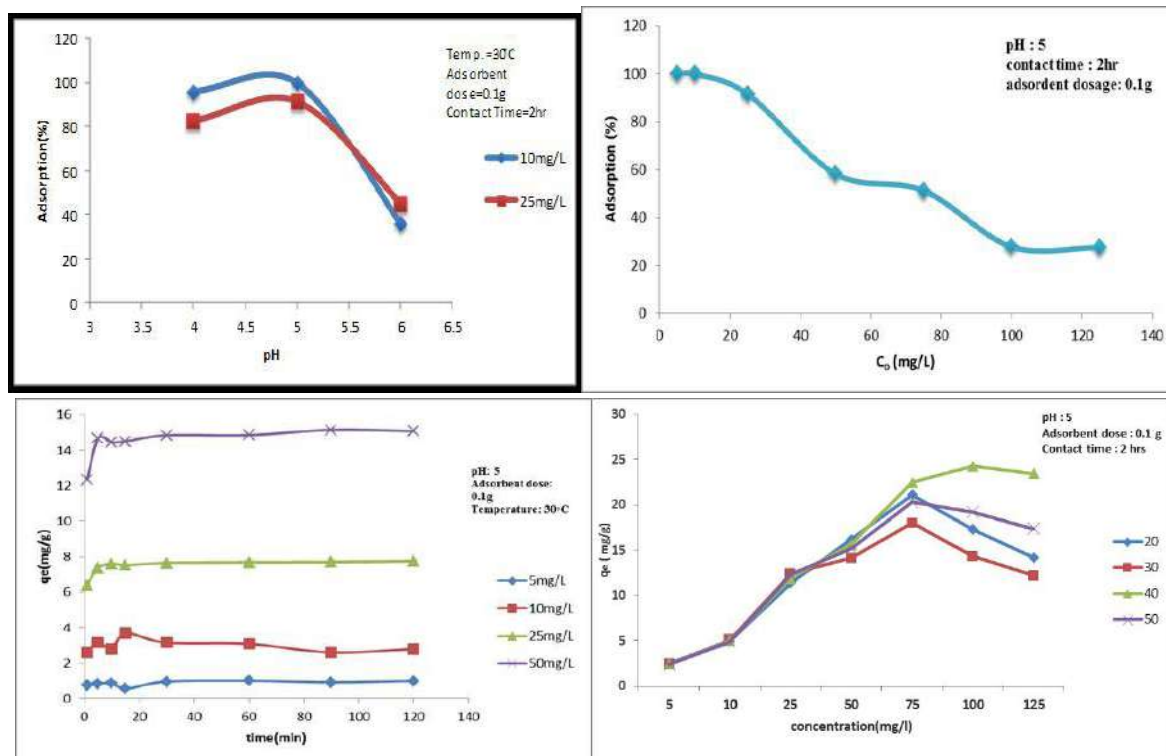 120
100
80
60
40
20
0
3 3.5 4 4.5 5 5.5 6 6.5
Adsorption(%)
pH
Temp.=30°C
Adsorbent
dose=0.1g
Contact Time=2hr
10mg/L
25mg/L
120
100
80
60
40
20
0
0 20 40 60 80 100 120 140
Adsorption (%)
C₀ (mg/L)
pH : 5
contact time : 2hr
adsordent dosage: 0.1g
16
14
12
10
8
6
4
2
0
0 20 40 60 80 100 120 140
qe(mg/g)
time(min)
pH: 5
Adsorbent dose:
0.1g
Temperature: 30◦C
5mg/L
10mg/L
25mg/L
50mg/L
30
25
20
15
10
5
0
5 10 25 50 75 100 125
qe (mg/g)
concentration(mg/l)
pH : 5
Adsorbent dose : 0.1 g
Contact time : 2 hrs
20
30
40
50